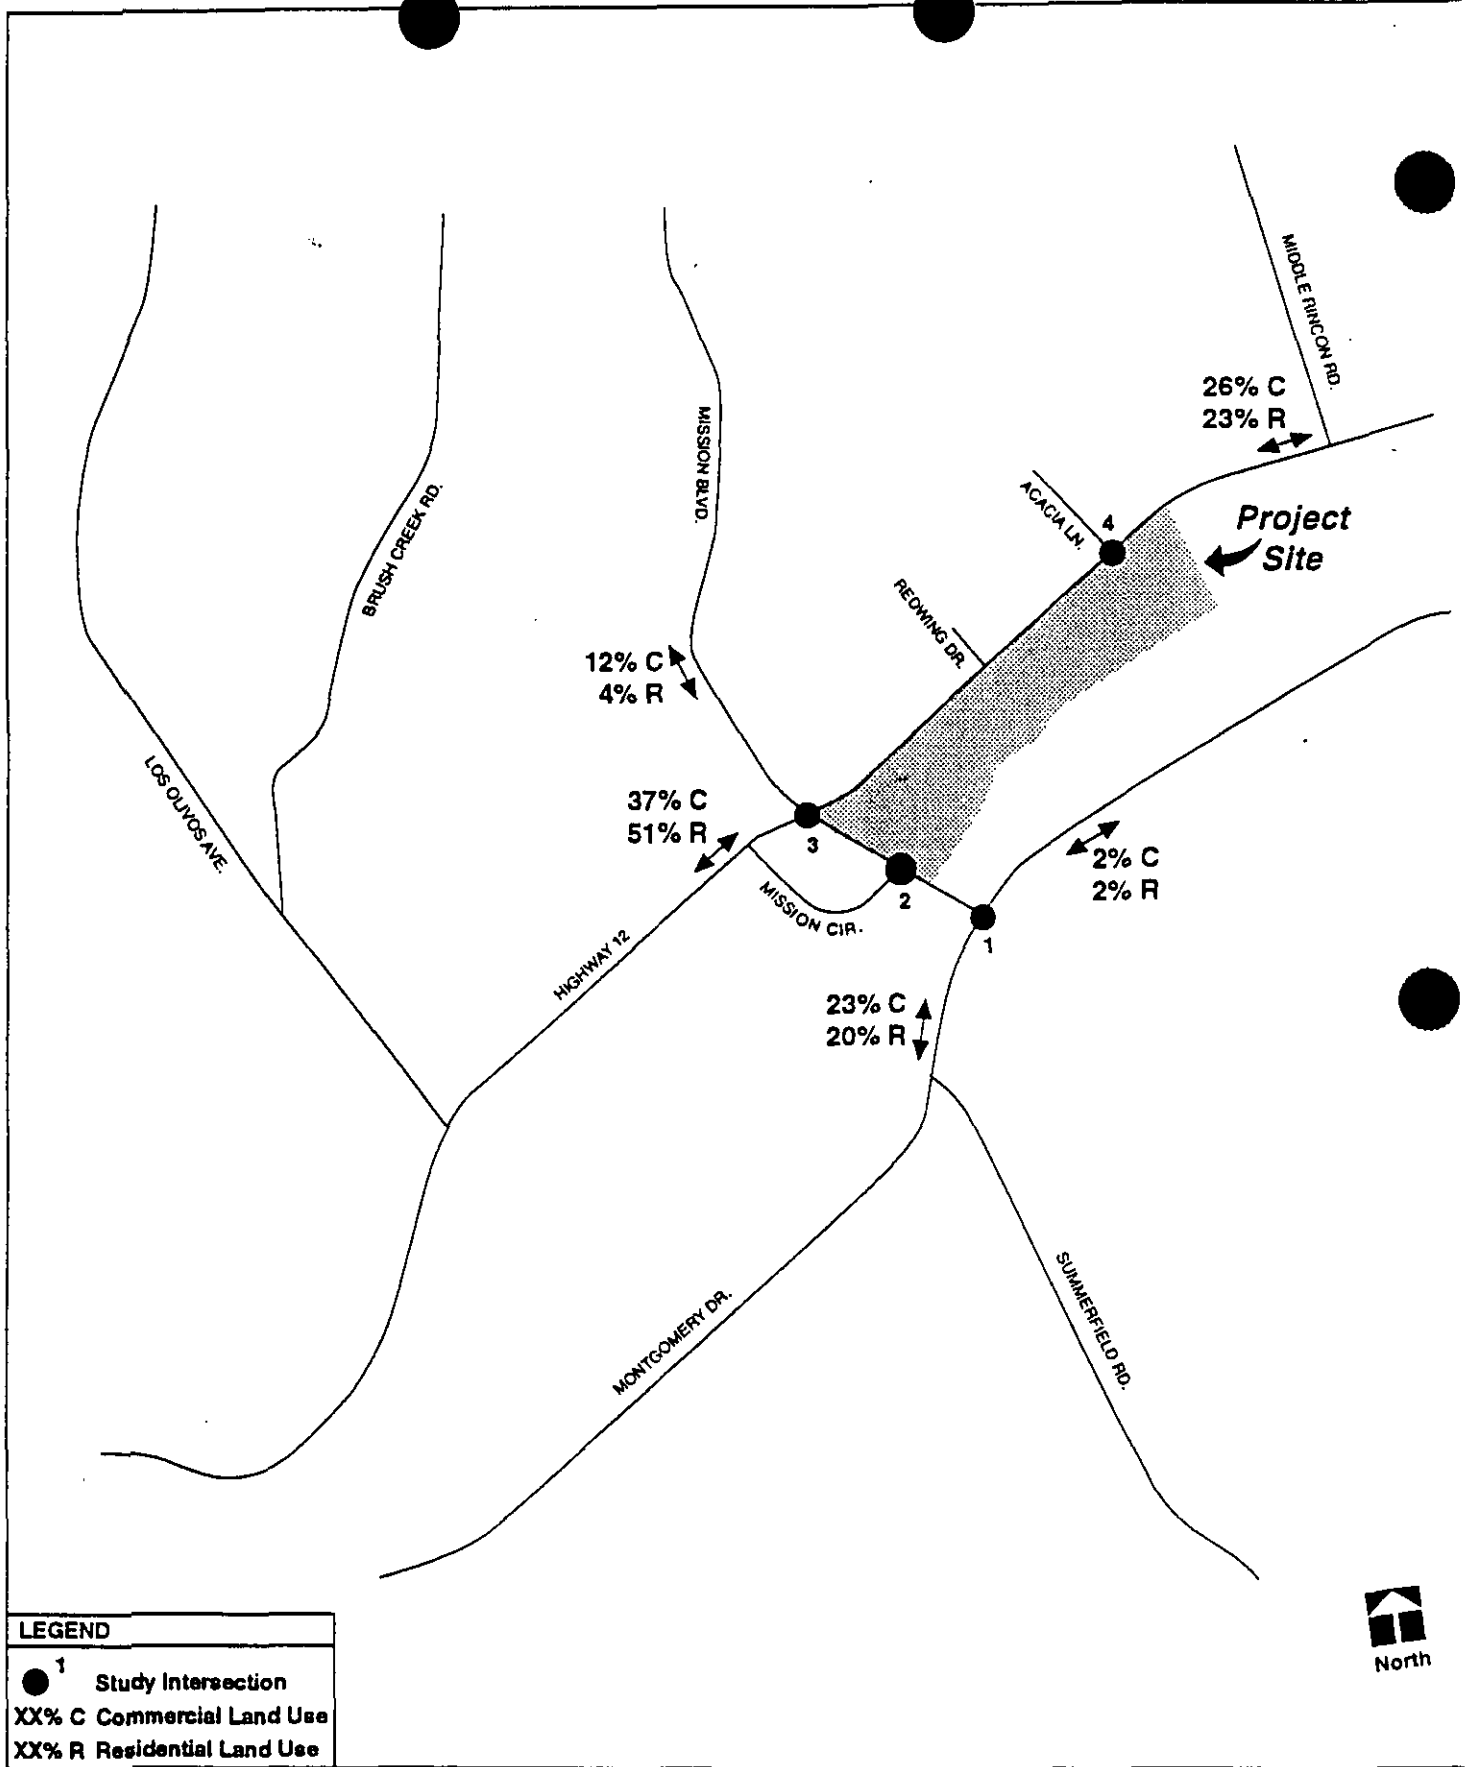 MIDDLE RINCON RD.
26% C
23% R
MISSION BLVD.
ACACIA LN.
4
Project
Site
BRUSH CREEK RD.
REDWING DR.
12% C
4% R
LOS OLIVOS AVE.
37% C
51% R
3
2% C
2% R
2
MISSION CIR.
1
HIGHWAY 12
23% C
20% R
SUMMERFIELD RD.
MONTGOMERY DR.
LEGEND
1
Study Intersection
XX% C Commercial Land Use
XX% R Residential Land Use
North